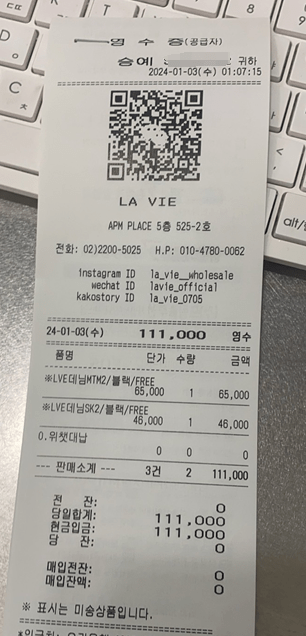 영 수 증(공급자)
승예 귀하
2024-01-03(수) 01:07:15
LA VIE
APM PLACE 5층 525-2호
전화: 02)2200-5025 H.P: 010-4780-0062
instagram ID la_vie__wholesale
wechat ID lavie_official
kakostory ID la_vie_0705
24-01-03(수) 111,000 영수
품명 단가 수량 금액
※LVE데님MTM2/블랙/FREE
65,000 1 65,000
※LVE데님SK2/블랙/FREE
46,000 1 46,000
0.위챗대납
0 0 0
--- 판매소계 --- 3건 2 111,000
전 잔: 0
당일합계: 111,000
현금입금: 111,000
당 잔: 0
매입전잔: 0
매입잔액: 0
※ 표시는 미송상품입니다.
alt/